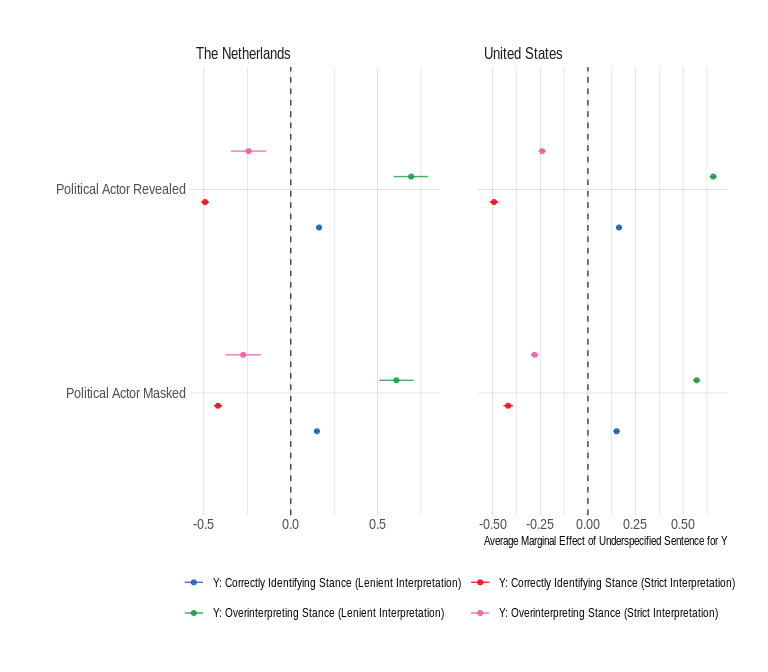 The Netherlands
United States
Political Actor Revealed
Political Actor Masked
-0.5 0.0 0.5
-0.50 -0.25 0.00 0.25 0.50
Average Marginal Effect of Underspecified Sentence for Y
Y: Correctly Identifying Stance (Lenient Interpretation)
Y: Correctly Identifying Stance (Strict Interpretation)
Y: Overinterpreting Stance (Lenient Interpretation)
Y: Overinterpreting Stance (Strict Interpretation)